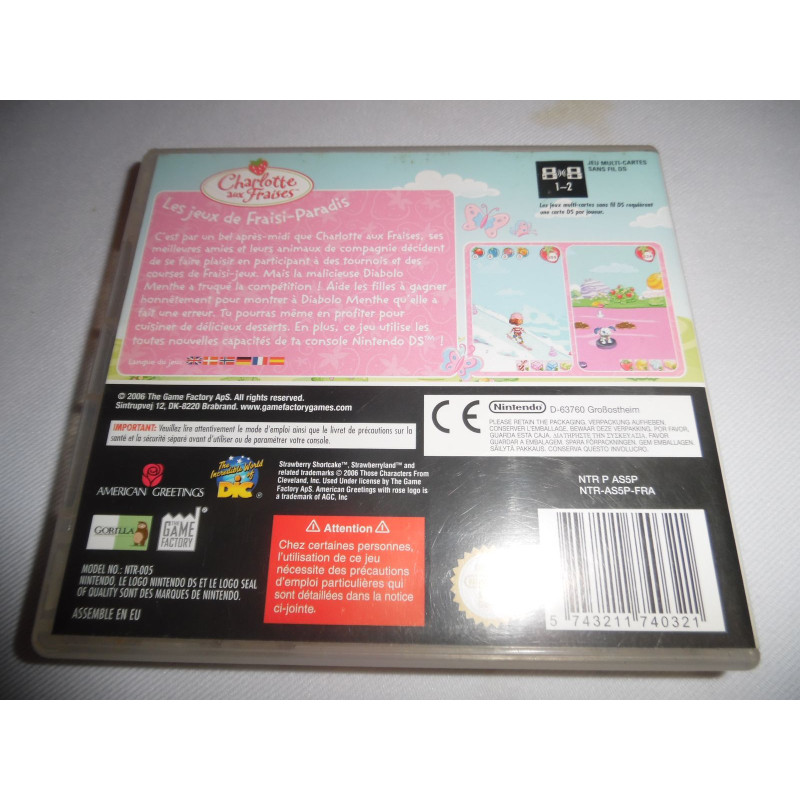 Charlotte
aux Fraises
Les jeux de Fraisi-Paradis
C'est par un bel après-midi que Charlotte aux Fraises, ses
meilleures amies et leurs animaux de compagnie décident
de se faire plaisir en participant à des tournois et des
courses de Fraisi-jeux. Mais la malicieuse Diabolo
Menthe a truqué la compétition ! Aide les filles à gagner
honnêtement pour montrer à Diabolo Menthe qu'elle a
fait une erreur. Tu pourras même en profiter pour
cuisiner de délicieux desserts. En plus, ce jeu utilise les
toutes nouvelles capacités de ta console Nintendo DS™ !
Langue du jeu:
1-2
JEU MULTI-CARTES
SANS FIL DS
Les jeux multi-cartes sans fil DS requièrent
une carte DS par joueur.
© 2006 The Game Factory ApS. All rights reserved.
Sintrupvej 12, DK-8220 Brabrand. www.gamefactorygames.com
IMPORTANT: Veuillez lire attentivement le mode d'emploi ainsi que le livret de précautions sur la
santé et la sécurité séparé avant d'utiliser ou de paramétrer votre console.
CE
Nintendo
D-63760 Großostheim
PLEASE RETAIN THE PACKAGING. VERPACKUNG AUFHEBEN.
CONSERVER L'EMBALLAGE. BEWAAR DEZE VERPAKKING. POR FAVOR,
GUARDA ESTA CAJA. ΔΙΑΤΗΡΗΣΤΕ ΤΗΝ ΣΥΣΚΕΥΑΣΙΑ. FAVOR
GUARDAR A EMBALAGEM. SPARA FÖRPACKNINGEN. GEM EMBALLAGEN.
SÄILYTÄ PAKKAUS. CONSERVA QUESTO INVOLUCRO.
AMERICAN GREETINGS
The
Incredible World
of
DIC
Strawberry Shortcake™, Strawberryland™ and
related trademarks © 2006 Those Characters From
Cleveland, Inc. Used Under license by The Game
Factory ApS. American Greetings with rose logo is
a trademark of AGC, Inc
NTR P AS5P
NTR-AS5P-FRA
GORILLA
THE
GAME
FACTORY
Attention
Chez certaines personnes,
l'utilisation de ce jeu
nécessite des précautions
d'emploi particulières qui
sont détaillées dans la notice
ci-jointe.
MODEL NO.: NTR-005
NINTENDO, LE LOGO NINTENDO DS ET LE LOGO SEAL
OF QUALITY SONT DES MARQUES DE NINTENDO.
ASSEMBLE EN EU
5 743211 740321